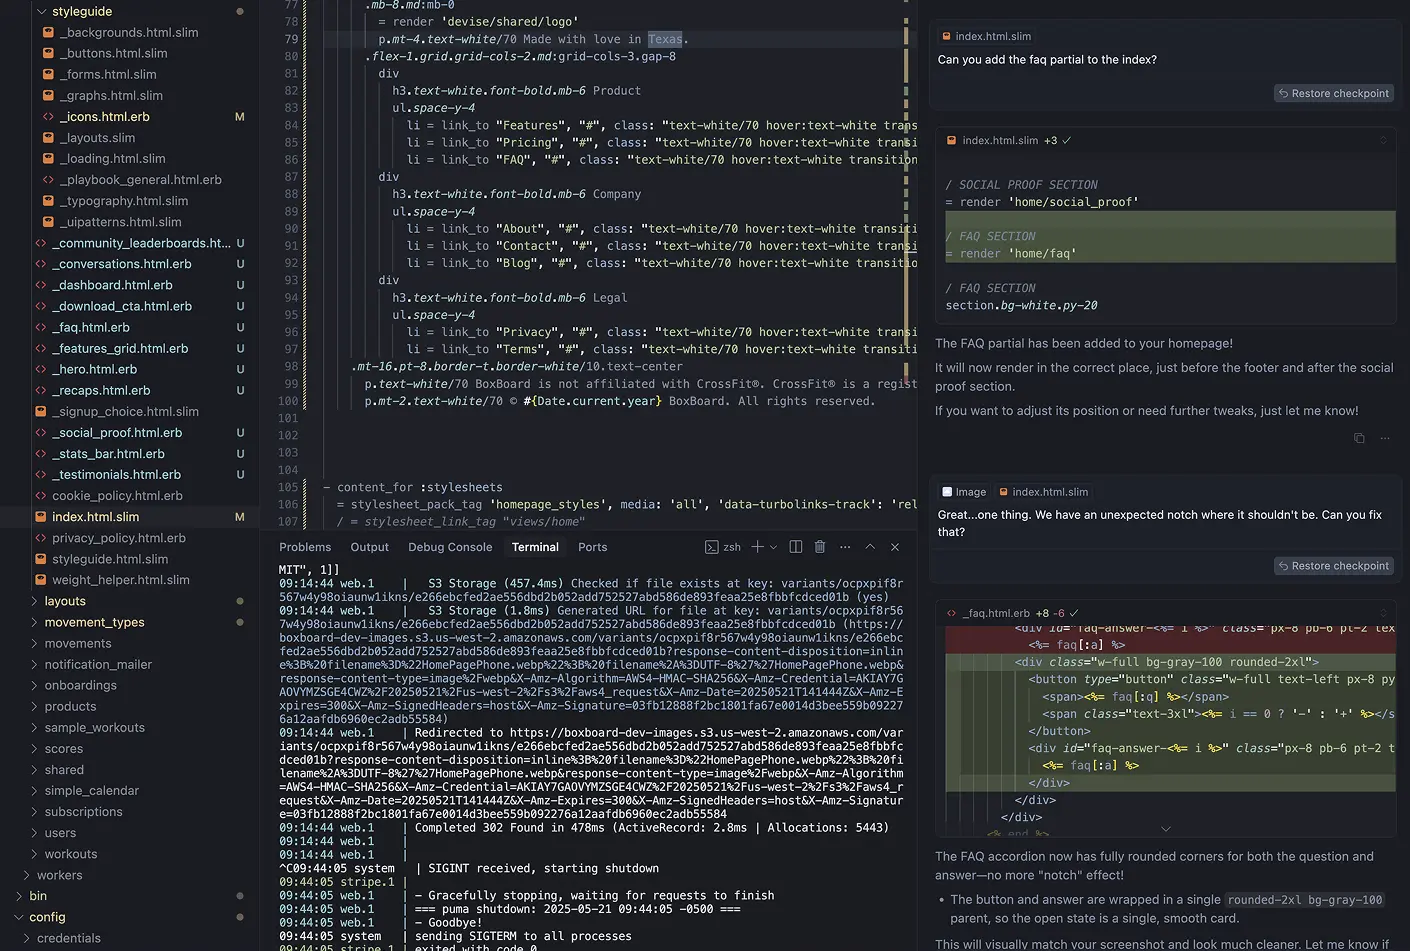 styleguide
_backgrounds.html.slim
_buttons.html.slim
_forms.html.slim
_graphs.html.slim
_icons.html.erb M
_layouts.slim
_loading.html.slim
_playbook_general.html.erb
_typography.html.slim
_uipatterns.html.slim
_community_leaderboards.ht... U
_conversations.html.erb U
_dashboard.html.erb U
_download_cta.html.erb U
_faq.html.erb U
_features_grid.html.erb U
_hero.html.erb U
_recaps.html.erb U
_signup_choice.html.slim
_social_proof.html.erb U
_stats_bar.html.erb U
_testimonials.html.erb U
cookie_policy.html.erb
index.html.slim M
privacy_policy.html.erb
styleguide.html.slim
weight_helper.html.slim
layouts
movement_types
movements
notification_mailer
onboardings
products
sample_workouts
scores
shared
simple_calendar
subscriptions
users
workouts
workers
bin
config
credentials
77 .mb-8.md:mb-0
78 = render 'devise/shared/logo'
79 p.mt-4.text-white/70 Made with love in Texas.
80 .flex-1.grid.grid-cols-2.md:grid-cols-3.gap-8
81 div
82 h3.text-white.font-bold.mb-6 Product
83 ul.space-y-4
84 li = link_to "Features", "#", class: "text-white/70 hover:text-white trans
85 li = link_to "Pricing", "#", class: "text-white/70 hover:text-white transi
86 li = link_to "FAQ", "#", class: "text-white/70 hover:text-white transition
87 div
88 h3.text-white.font-bold.mb-6 Company
89 ul.space-y-4
90 li = link_to "About", "#", class: "text-white/70 hover:text-white transiti
91 li = link_to "Contact", "#", class: "text-white/70 hover:text-white transi
92 li = link_to "Blog", "#", class: "text-white/70 hover:text-white transitio
93 div
94 h3.text-white.font-bold.mb-6 Legal
95 ul.space-y-4
96 li = link_to "Privacy", "#", class: "text-white/70 hover:text-white transi
97 li = link_to "Terms", "#", class: "text-white/70 hover:text-white transiti
98 .mt-16.pt-8.border-t.border-white/10.text-center
99 p.text-white/70 BoxBoard is not affiliated with CrossFit®. CrossFit® is a regist
100 p.mt-2.text-white/70 © #{Date.current.year} BoxBoard. All rights reserved.
101
102
103
104
105 - content_for :stylesheets
106 = stylesheet_pack_tag 'homepage_styles', media: 'all', 'data-turbolinks-track': 'rel
107 / = stylesheet_link_tag "views/home"
Problems Output Debug Console Terminal Ports zsh
MIT", 1]]
09:14:44 web.1 | S3 Storage (457.4ms) Checked if file exists at key: variants/ocpxpif8r
567w4y98oiaunw1ikns/e266ebcfed2ae556dbd2b052add752527abd586de893feaa25e8fbbfcdced01b (yes)
09:14:44 web.1 | S3 Storage (1.8ms) Generated URL for file at key: variants/ocpxpif8r56
7w4y98oiaunw1ikns/e266ebcfed2ae556dbd2b052add752527abd586de893feaa25e8fbbfcdced01b (https://
boxboard-dev-images.s3.us-west-2.amazonaws.com/variants/ocpxpif8r567w4y98oiaunw1ikns/e266ebc
fed2ae556dbd2b052add752527abd586de893feaa25e8fbbfcdced01b?response-content-disposition=inlin
e%3B%20filename%3D%22HomePagePhone.webp%22%3B%20filename%2A%3DUTF-8%27%27HomePagePhone.webp&
response-content-type=image%2Fwebp&X-Amz-Algorithm=AWS4-HMAC-SHA256&X-Amz-Credential=AKIAY7G
AOVYMZSGE4CWZ%2F20250521%2Fus-west-2%2Fs3%2Faws4_request&X-Amz-Date=20250521T141444Z&X-Amz-E
xpires=300&X-Amz-SignedHeaders=host&X-Amz-Signature=03fb12888f2bc1801fa67e0014d3bee559b09227
6a12aafdb6960ec2adb55584)
09:14:44 web.1 | Redirected to https://boxboard-dev-images.s3.us-west-2.amazonaws.com/var
iants/ocpxpif8r567w4y98oiaunw1ikns/e266ebcfed2ae556dbd2b052add752527abd586de893feaa25e8fbbfc
dced01b?response-content-disposition=inline%3B%20filename%3D%22HomePagePhone.webp%22%3B%20fi
lename%2A%3DUTF-8%27%27HomePagePhone.webp&response-content-type=image%2Fwebp&X-Amz-Algorithm
=AWS4-HMAC-SHA256&X-Amz-Credential=AKIAY7GAOVYMZSGE4CWZ%2F20250521%2Fus-west-2%2Fs3%2Faws4_r
equest&X-Amz-Date=20250521T141444Z&X-Amz-Expires=300&X-Amz-SignedHeaders=host&X-Amz-Signatur
e=03fb12888f2bc1801fa67e0014d3bee559b092276a12aafdb6960ec2adb55584
09:14:44 web.1 | Completed 302 Found in 478ms (ActiveRecord: 2.8ms | Allocations: 5443)
09:14:44 web.1 |
09:14:44 web.1 |
^C09:44:05 system | SIGINT received, starting shutdown
09:44:05 stripe.1 |
09:44:05 web.1 | - Gracefully stopping, waiting for requests to finish
09:44:05 web.1 | === puma shutdown: 2025-05-21 09:44:05 -0500 ===
09:44:05 web.1 | - Goodbye!
09:44:05 system | sending SIGTERM to all processes
09:44:05 stripe.1 | exited with code 0
index.html.slim
Can you add the faq partial to the index?
Restore checkpoint
index.html.slim +3
/ SOCIAL PROOF SECTION
= render 'home/social_proof'
/ FAQ SECTION
= render 'home/faq'
/ FAQ SECTION
section.bg-white.py-20
The FAQ partial has been added to your homepage!
It will now render in the correct place, just before the footer and after the social
proof section.
If you want to adjust its position or need further tweaks, just let me know!
Image index.html.slim
Great...one thing. We have an unexpected notch where it shouldn't be. Can you fix
that?
Restore checkpoint
_faq.html.erb +8 -6
<div id="faq-answer-<%= i %>" class="px-8 pb-6 pt-2 tex
<%= faq[:a] %>
<div class="w-full bg-gray-100 rounded-2xl">
<button type="button" class="w-full text-left px-8 py
<span><%= faq[:q] %></span>
<span class="text-3xl"><%= i == 0 ? '-' : '+' %></s
</button>
<div id="faq-answer-<%= i %>" class="px-8 pb-6 pt-2 t
<%= faq[:a] %>
</div>
</div>
</div>
<% end %>
The FAQ accordion now has fully rounded corners for both the question and
answer—no more "notch" effect!
• The button and answer are wrapped in a single rounded-2xl bg-gray-100
parent, so the open state is a single, smooth card.
This will visually match your screenshot and look much cleaner. Let me know if